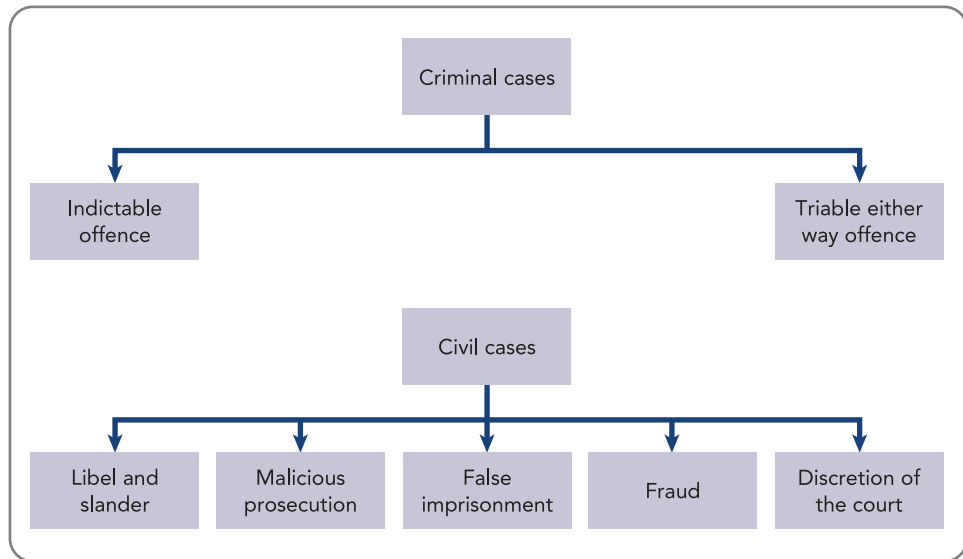 Criminal cases
Indictable
offence
Triable either
way offence
Civil cases
Libel and
slander
Malicious
prosecution
False
imprisonment
Fraud
Discretion of
the court